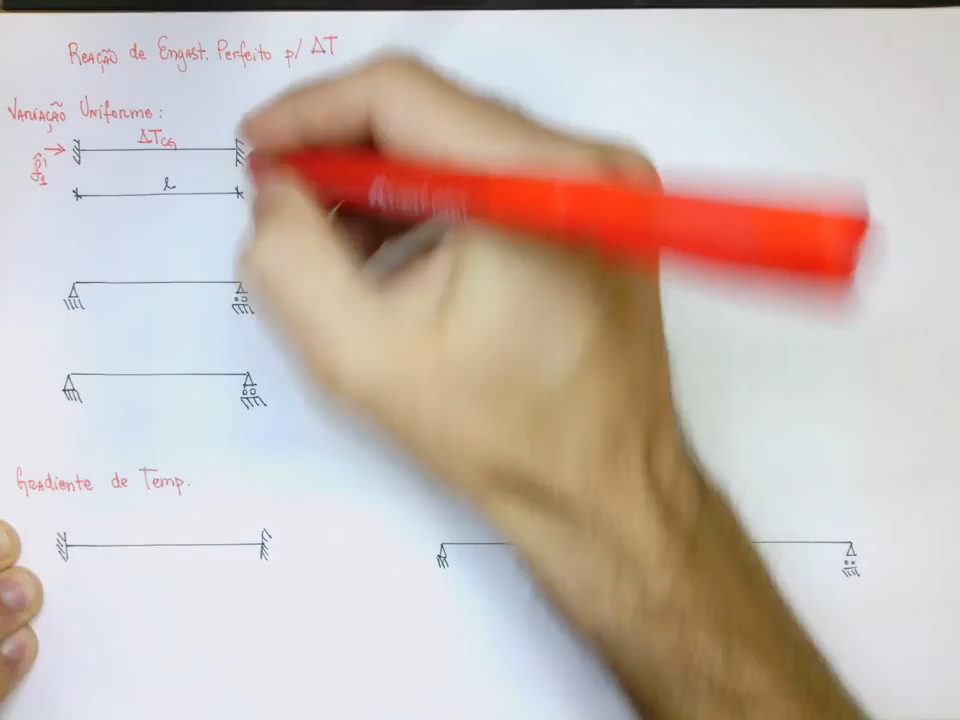 Reação de Engast. Perfeito p/ ΔT
Variação Uniforme:
ΔTCG
l
Gradiente de Temp.